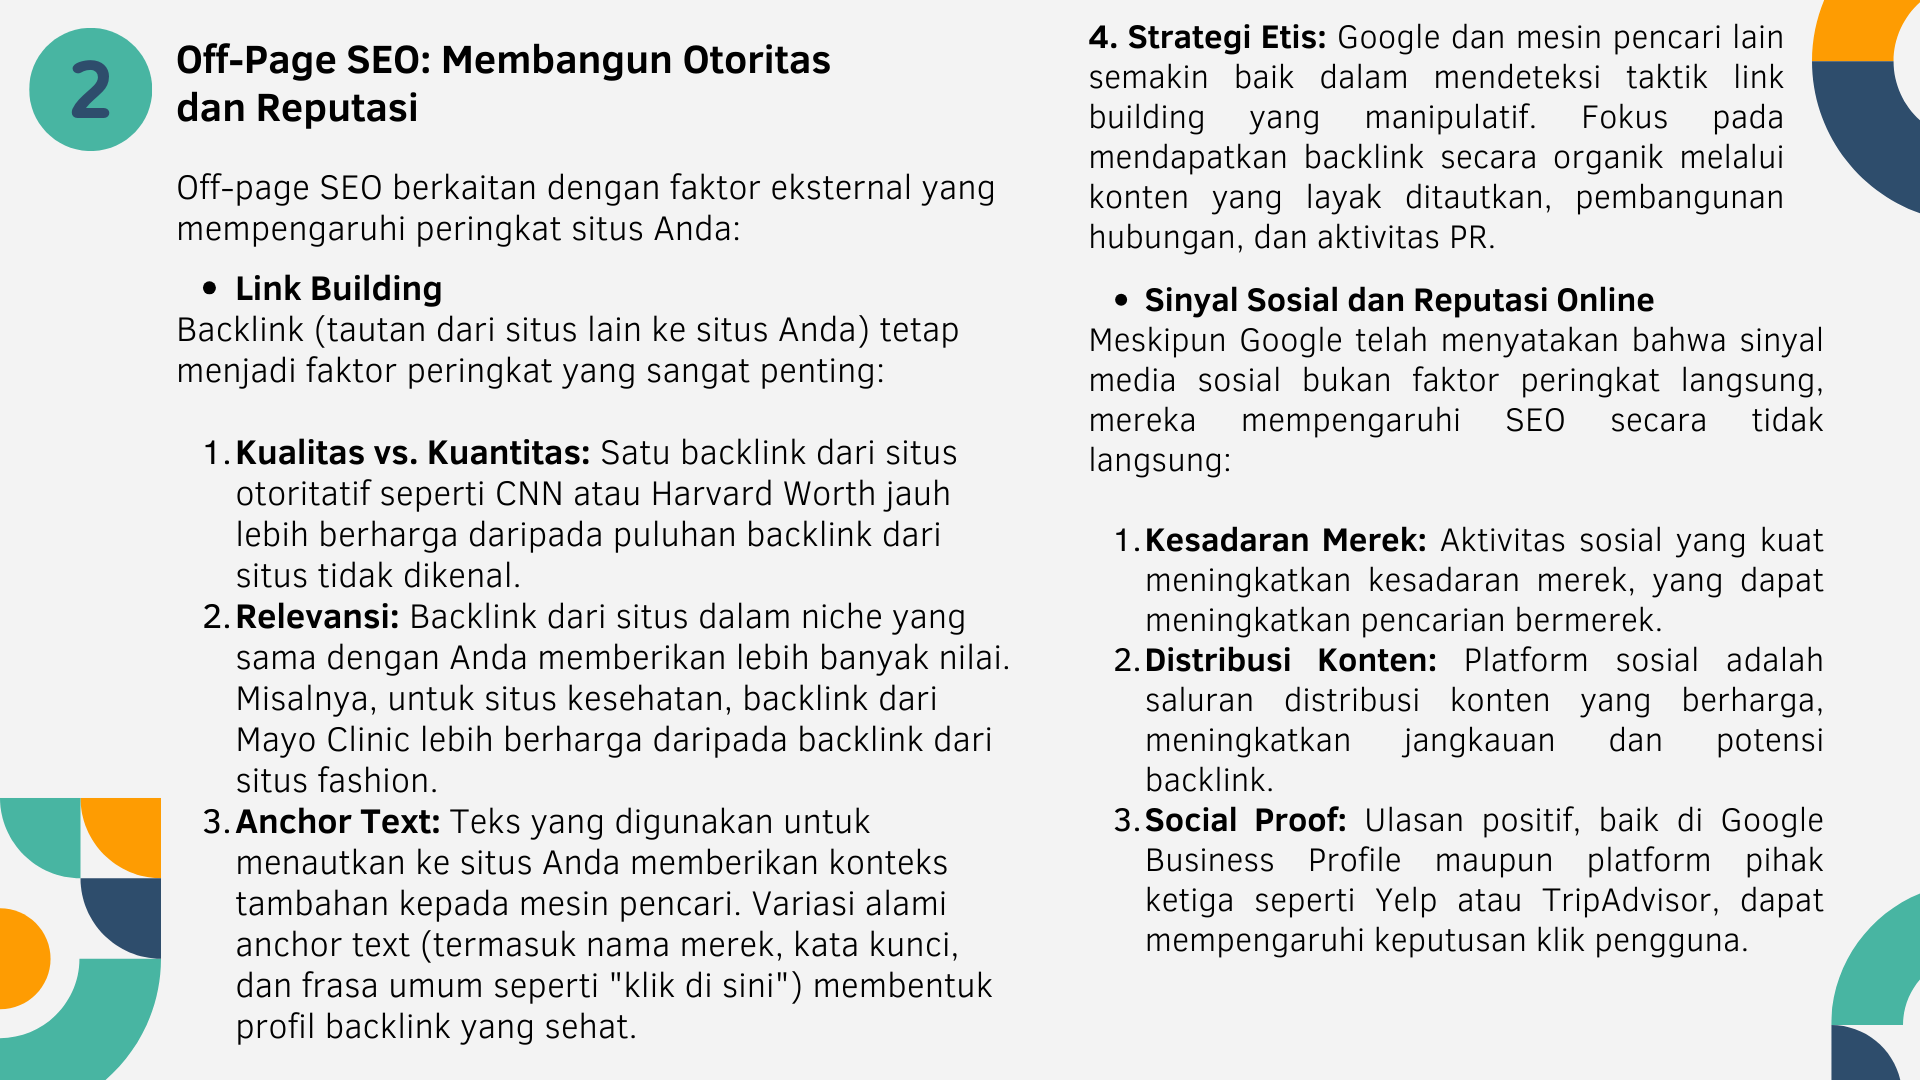 2
Off-Page SEO: Membangun Otoritas
dan Reputasi
Off-page SEO berkaitan dengan faktor eksternal yang
mempengaruhi peringkat situs Anda:
• Link Building
Backlink (tautan dari situs lain ke situs Anda) tetap
menjadi faktor peringkat yang sangat penting:
1. Kualitas vs. Kuantitas: Satu backlink dari situs
otoritatif seperti CNN atau Harvard Worth jauh
lebih berharga daripada puluhan backlink dari
situs tidak dikenal.
2. Relevansi: Backlink dari situs dalam niche yang
sama dengan Anda memberikan lebih banyak nilai.
Misalnya, untuk situs kesehatan, backlink dari
Mayo Clinic lebih berharga daripada backlink dari
situs fashion.
3. Anchor Text: Teks yang digunakan untuk
menautkan ke situs Anda memberikan konteks
tambahan kepada mesin pencari. Variasi alami
anchor text (termasuk nama merek, kata kunci,
dan frasa umum seperti "klik di sini") membentuk
profil backlink yang sehat.
4. Strategi Etis: Google dan mesin pencari lain
semakin baik dalam mendeteksi taktik link
building yang manipulatif. Fokus pada
mendapatkan backlink secara organik melalui
konten yang layak ditautkan, pembangunan
hubungan, dan aktivitas PR.
• Sinyal Sosial dan Reputasi Online
Meskipun Google telah menyatakan bahwa sinyal
media sosial bukan faktor peringkat langsung,
mereka mempengaruhi SEO secara tidak
langsung:
1. Kesadaran Merek: Aktivitas sosial yang kuat
meningkatkan kesadaran merek, yang dapat
meningkatkan pencarian bermerek.
2. Distribusi Konten: Platform sosial adalah
saluran distribusi konten yang berharga,
meningkatkan jangkauan dan potensi
backlink.
3. Social Proof: Ulasan positif, baik di Google
Business Profile maupun platform pihak
ketiga seperti Yelp atau TripAdvisor, dapat
mempengaruhi keputusan klik pengguna.